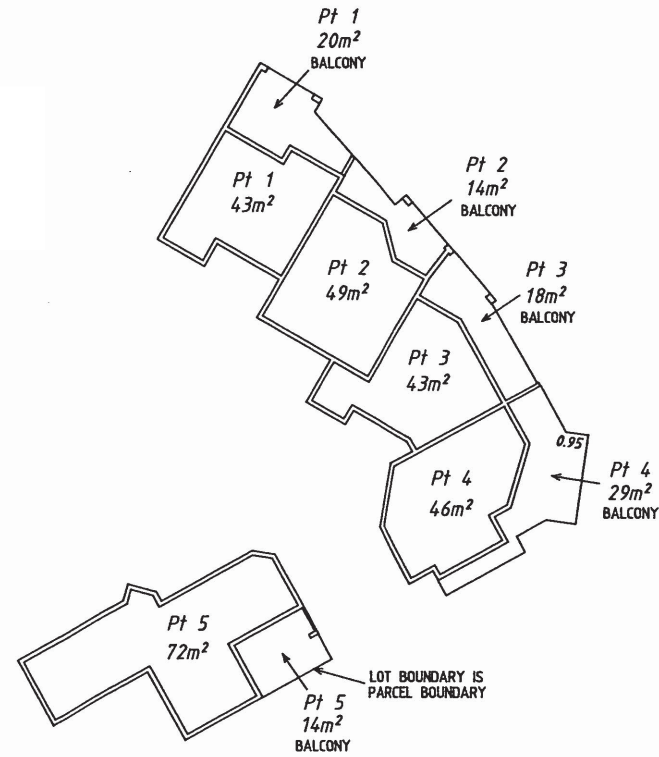 Pt 1
20m²
BALCONY
Pt 1
43m²
Pt 2
14m²
BALCONY
Pt 2
49m²
Pt 3
18m²
BALCONY
Pt 3
43m²
0.95
Pt 4
29m²
BALCONY
Pt 4
46m²
Pt 5
72m²
LOT BOUNDARY IS
PARCEL BOUNDARY
Pt 5
14m²
BALCONY